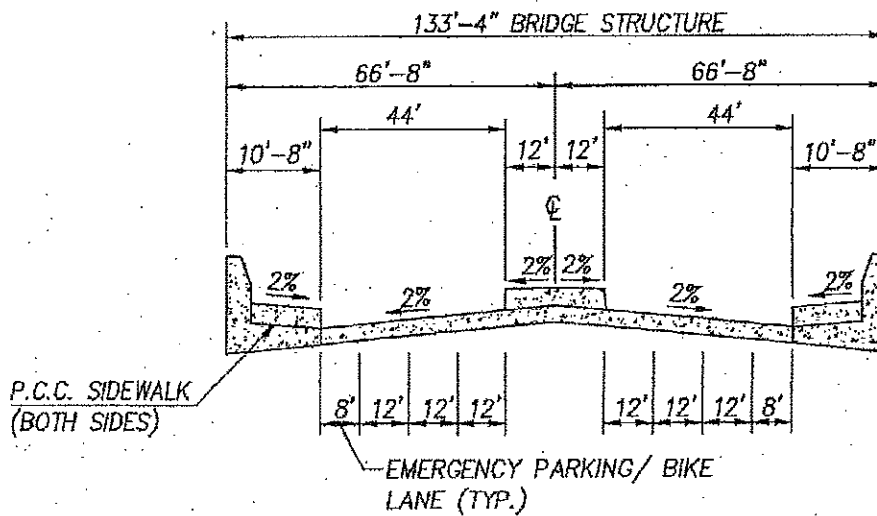 133'-4" BRIDGE STRUCTURE
66'-8" 66'-8"
44' 44'
10'-8" 12' 12' 10'-8"
℄
2% 2% 2% 2% 2% 2%
P.C.C. SIDEWALK
(BOTH SIDES)
8' 12' 12' 12' 12' 12' 12' 8'
EMERGENCY PARKING/ BIKE
LANE (TYP.)